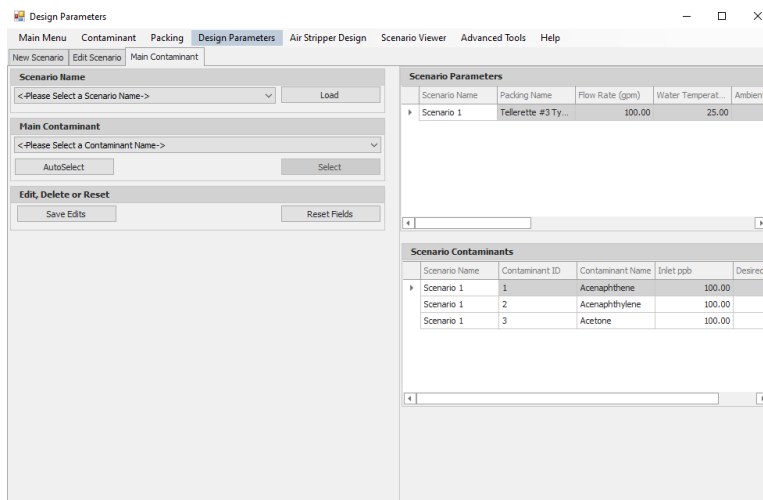 Design Parameters
Main Menu Contaminant Packing Design Parameters Air Stripper Design Scenario Viewer Advanced Tools Help
New Scenario Edit Scenario Main Contaminant
Scenario Name
<-Please Select a Scenario Name->
Load
Main Contaminant
<-Please Select a Contaminant Name->
AutoSelect Select
Edit, Delete or Reset
Save Edits Reset Fields
Scenario Parameters
Scenario Name Packing Name Flow Rate (gpm) Water Temperat... Ambien
Scenario 1 Tellerette #3 Ty... 100.00 25.00
Scenario Contaminants
Scenario Name Contaminant ID Contaminant Name Inlet ppb Desired
Scenario 1 1 Acenaphthene 100.00
Scenario 1 2 Acenaphthylene 100.00
Scenario 1 3 Acetone 100.00